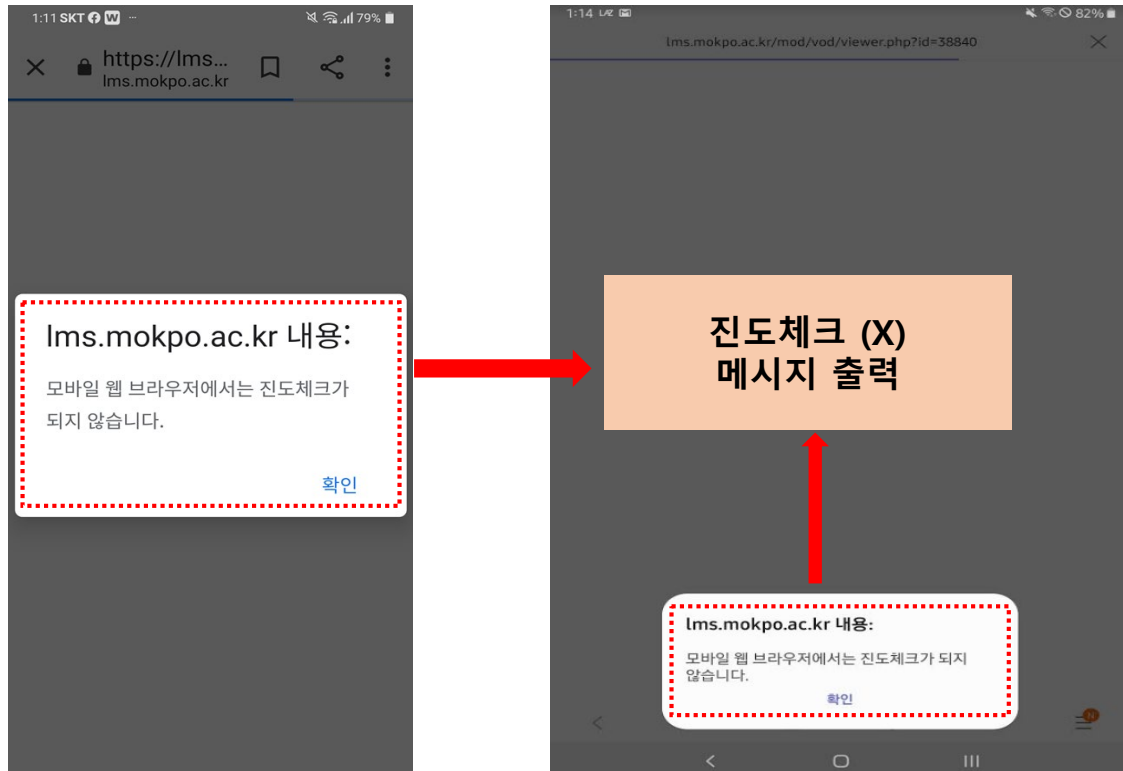 1:11 SKT W ···
79%
https://lms...
lms.mokpo.ac.kr
lms.mokpo.ac.kr 내용:
모바일 웹 브라우저에서는 진도체크가
되지 않습니다.
확인
1:14
82%
lms.mokpo.ac.kr/mod/vod/viewer.php?id=38840
진도체크 (X)
메시지 출력
lms.mokpo.ac.kr 내용:
모바일 웹 브라우저에서는 진도체크가 되지
않습니다.
확인